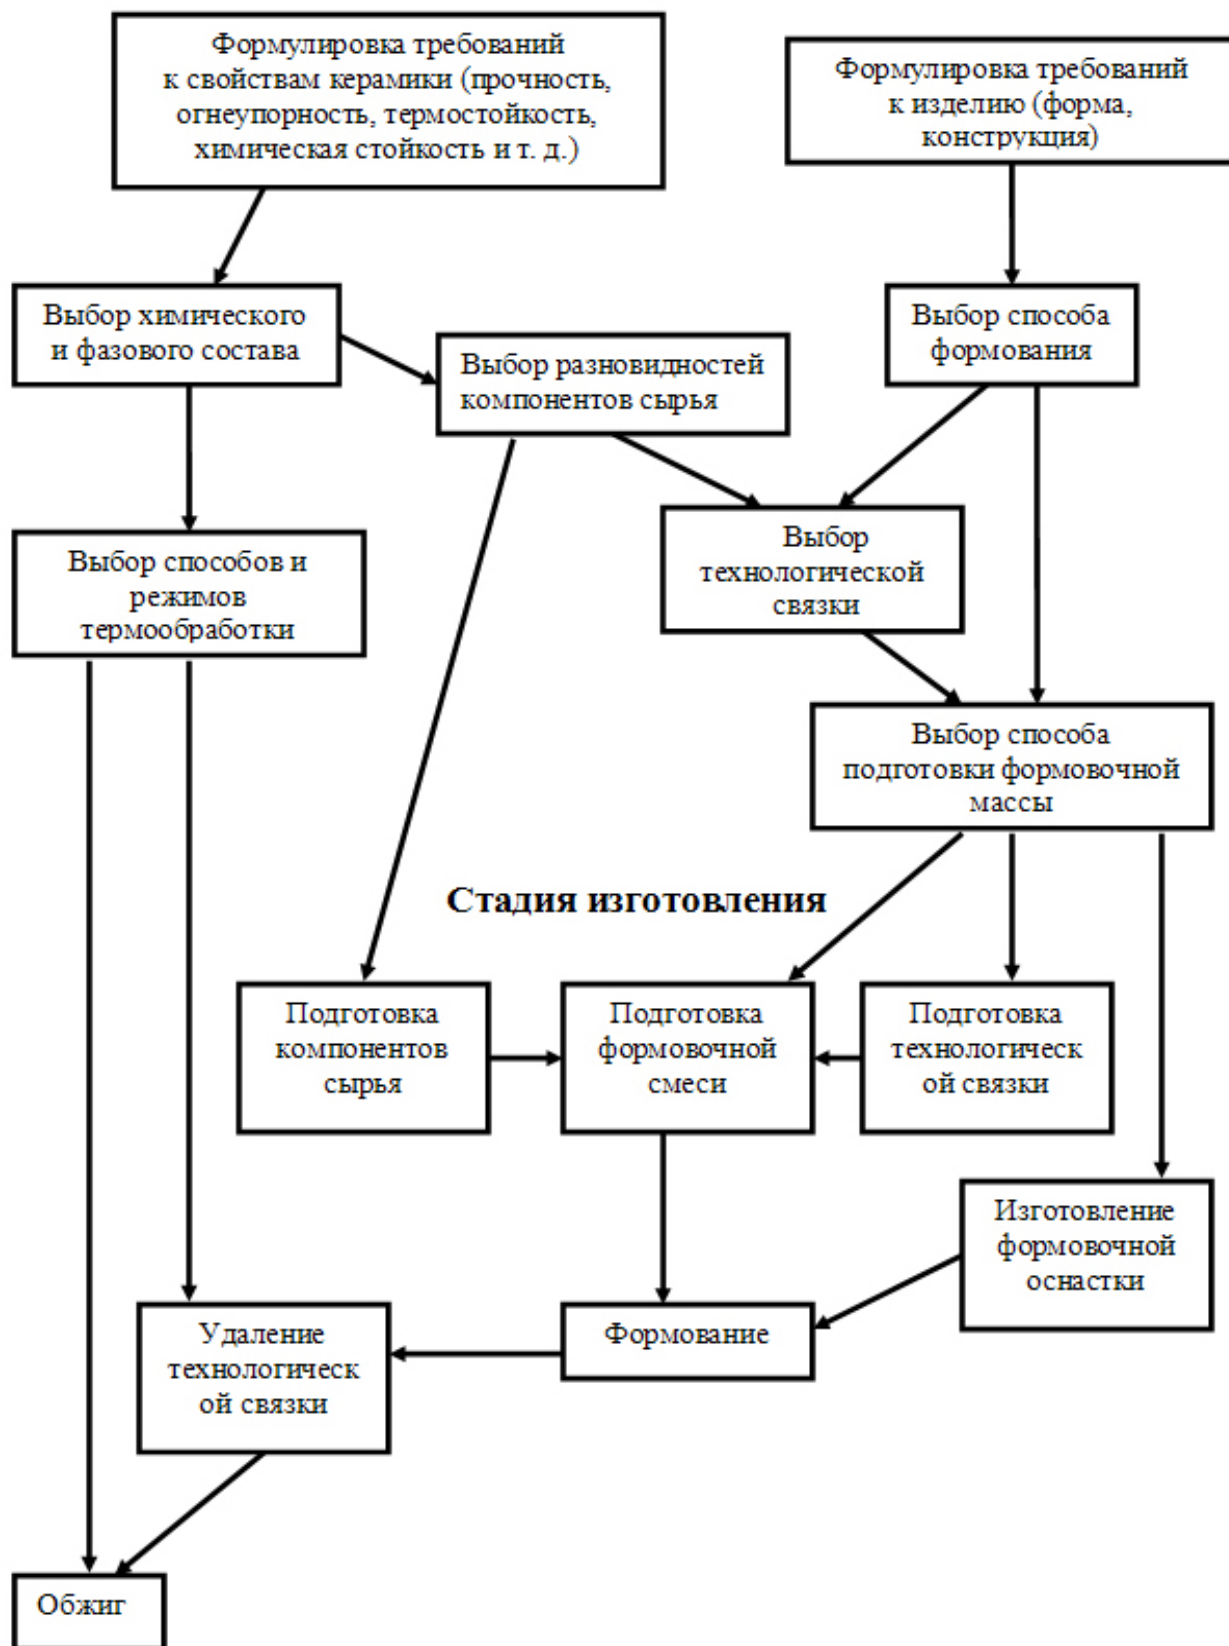 Формулировка требований
к свойствам керамики (прочность,
огнеупорность, термостойкость,
химическая стойкость и т. д.)
Формулировка требований
к изделию (форма,
конструкция)
Выбор химического
и фазового состава
Выбор разновидностей
компонентов сырья
Выбор способа
формования
Выбор способов и
режимов
термообработки
Выбор
технологической
связки
Выбор способа
подготовки формовочной
массы
Стадия изготовления
Подготовка
компонентов
сырья
Подготовка
формовочной
смеси
Подготовка
технологическ
ой связки
Изготовление
формовочной
оснастки
Удаление
технологическ
ой связки
Формование
Обжиг